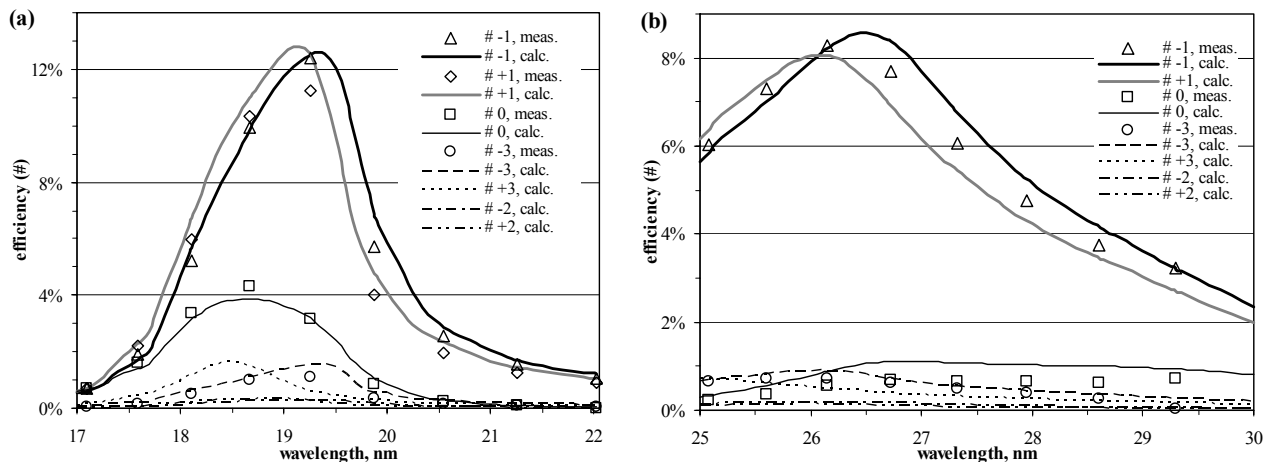 (a)
efficiency (#)
12%
8%
4%
0%
17 18 19 20 21 22
wavelength, nm
# -1, meas.
# -1, calc.
# +1, meas.
# +1, calc.
# 0, meas.
# 0, calc.
# -3, meas.
# -3, calc.
# +3, calc.
# -2, calc.
# +2, calc.
(b)
efficiency (#)
8%
6%
4%
2%
0%
25 26 27 28 29 30
wavelength, nm
# -1, meas.
# -1, calc.
# +1, calc.
# 0, meas.
# 0, calc.
# -3, meas.
# -3, calc.
# +3, calc.
# -2, calc.
# +2, calc.